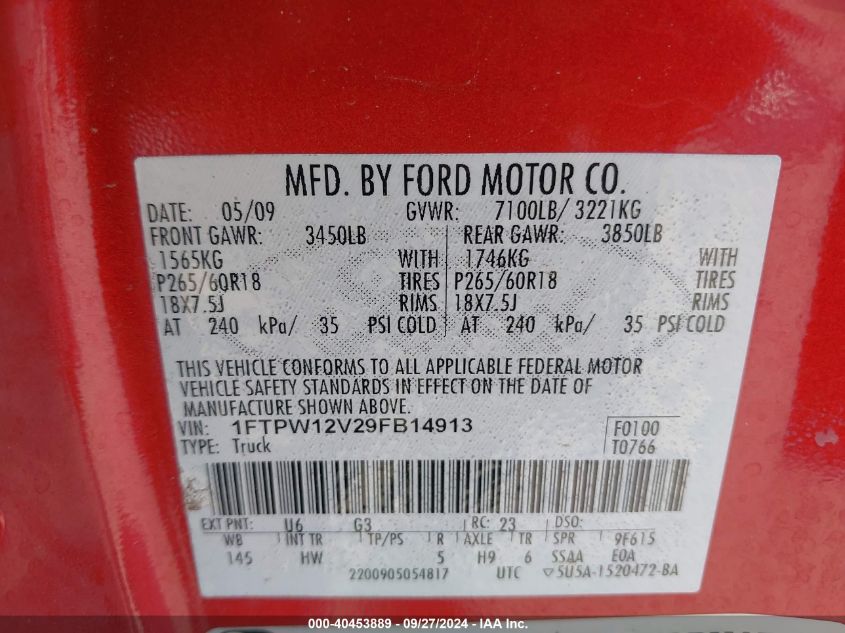 MFD. BY FORD MOTOR CO.
DATE: 05/09 GVWR: 7100LB/ 3221KG
FRONT GAWR: 3450LB REAR GAWR: 3850LB
1565KG WITH 1746KG WITH
P265/60R18 TIRES P265/60R18 TIRES
18X7.5J RIMS 18X7.5J RIMS
AT 240 kPa/ 35 PSI COLD AT 240 kPa/ 35 PSI COLD
THIS VEHICLE CONFORMS TO ALL APPLICABLE FEDERAL MOTOR
VEHICLE SAFETY STANDARDS IN EFFECT ON THE DATE OF
MANUFACTURE SHOWN ABOVE.
VIN: 1FTPW12V29FB14913 F0100
TYPE: Truck T0766
EXT PNT: U6 G3 RC: 23 DSO:
WB INT TR TP/PS R AXLE TR SPR 9F615
145 HW 5 H9 6 SSAA EOA
2200905054817 UTC ▽5U5A-1520472-BA
000-40453889 - 09/27/2024 - IAA, Inc.